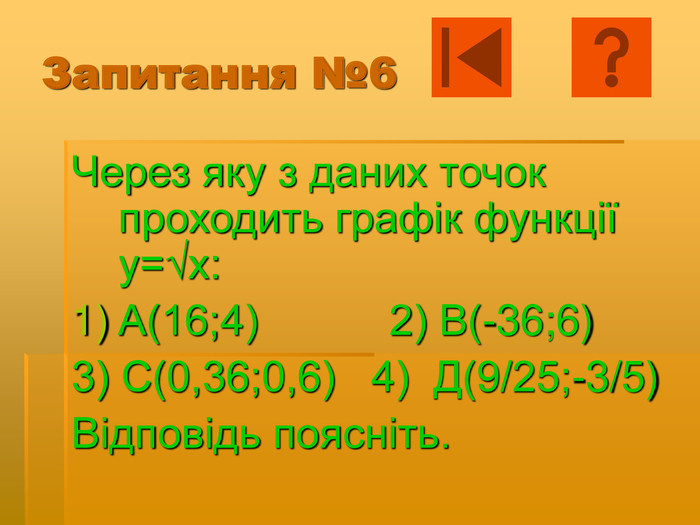 Запитання №6
?
Через яку з даних точок
проходить графік функції
у=√х:
1) А(16;4) 2) В(-36;6)
3) С(0,36;0,6) 4) Д(9/25;-3/5)
Відповідь поясніть.